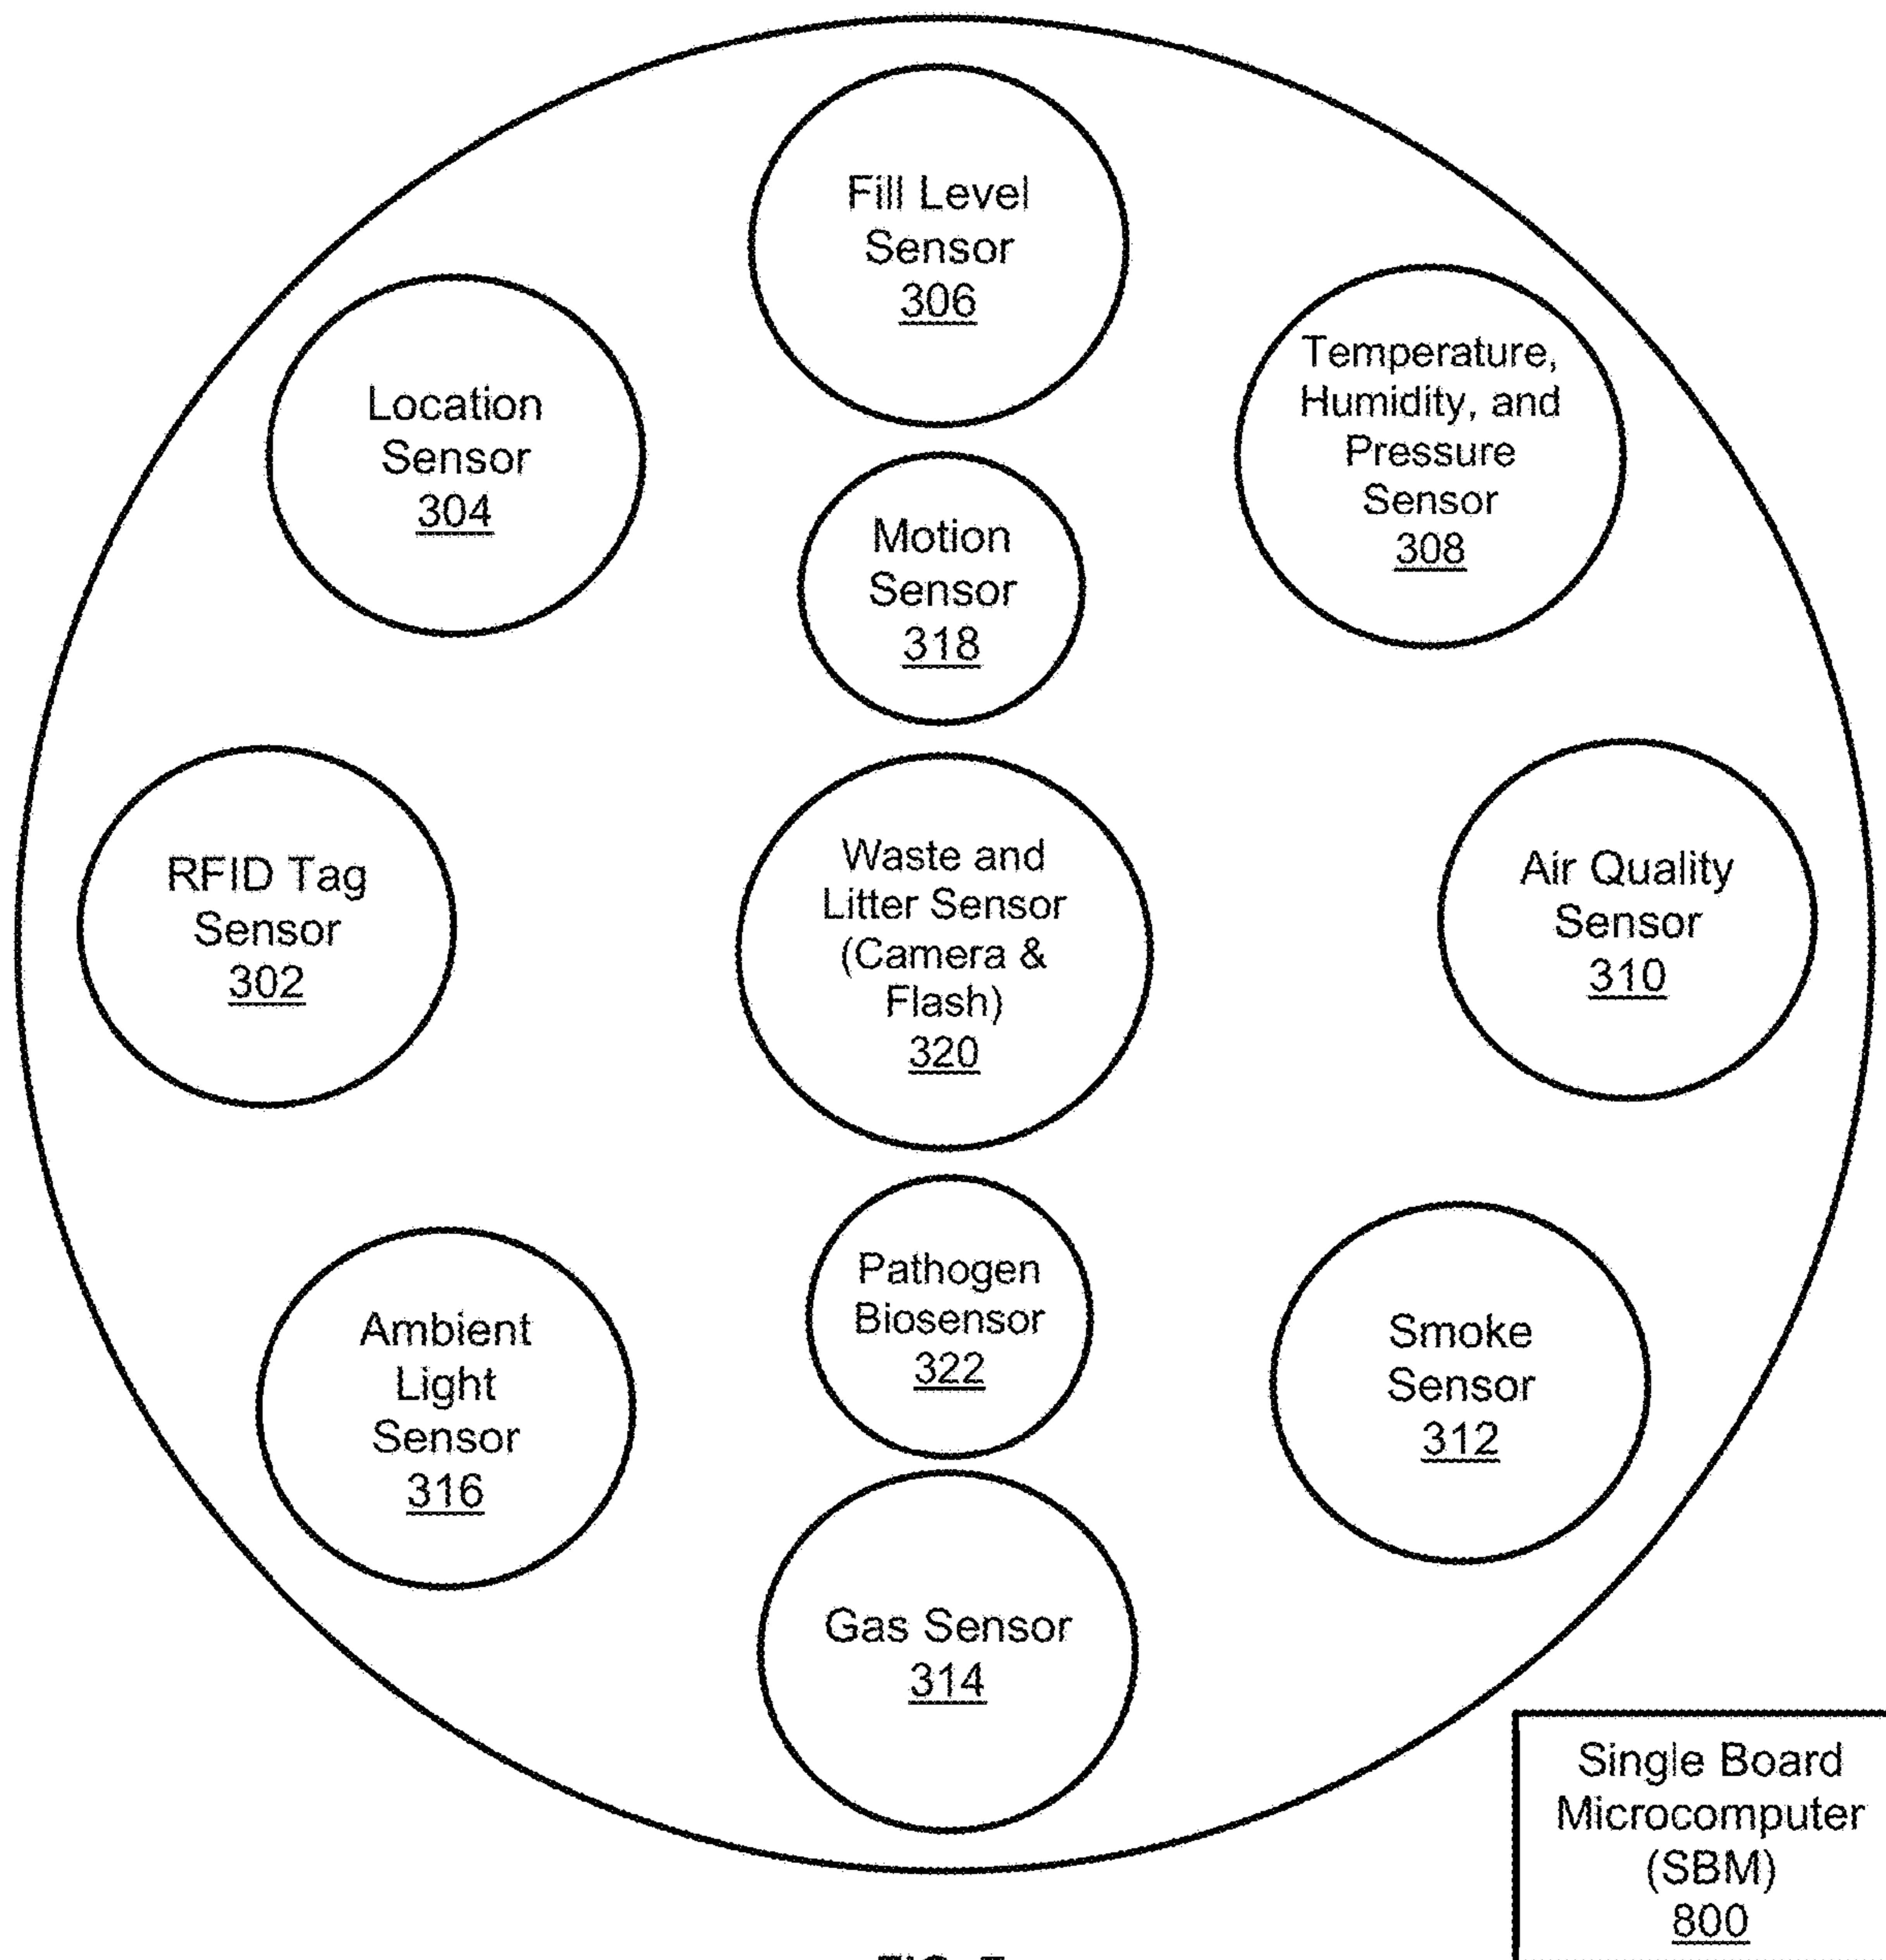 Fill Level
Sensor
306
Location
Sensor
304
Temperature,
Humidity, and
Pressure
Sensor
308
Motion
Sensor
318
RFID Tag
Sensor
302
Waste and
Litter Sensor
(Camera &
Flash)
320
Air Quality
Sensor
310
Ambient
Light
Sensor
316
Pathogen
Biosensor
322
Smoke
Sensor
312
Gas Sensor
314
Single Board
Microcomputer
(SBM)
800